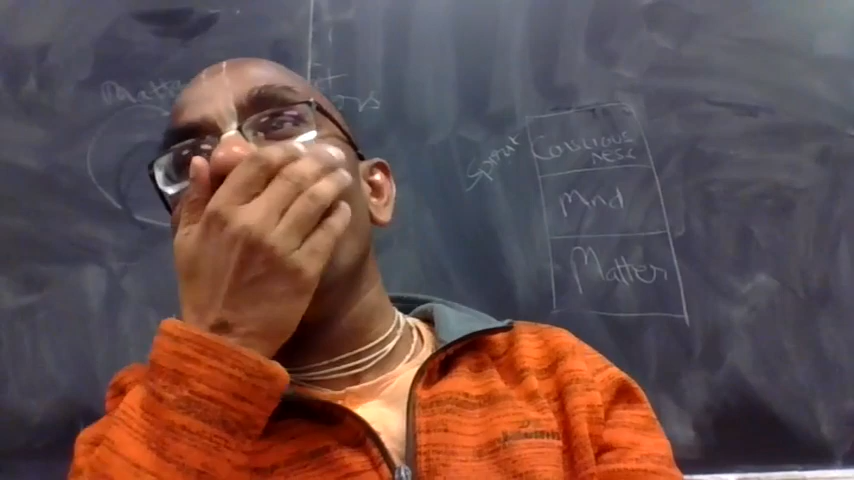 Matter
Spirit
Conscious
ness
Mind
Matter